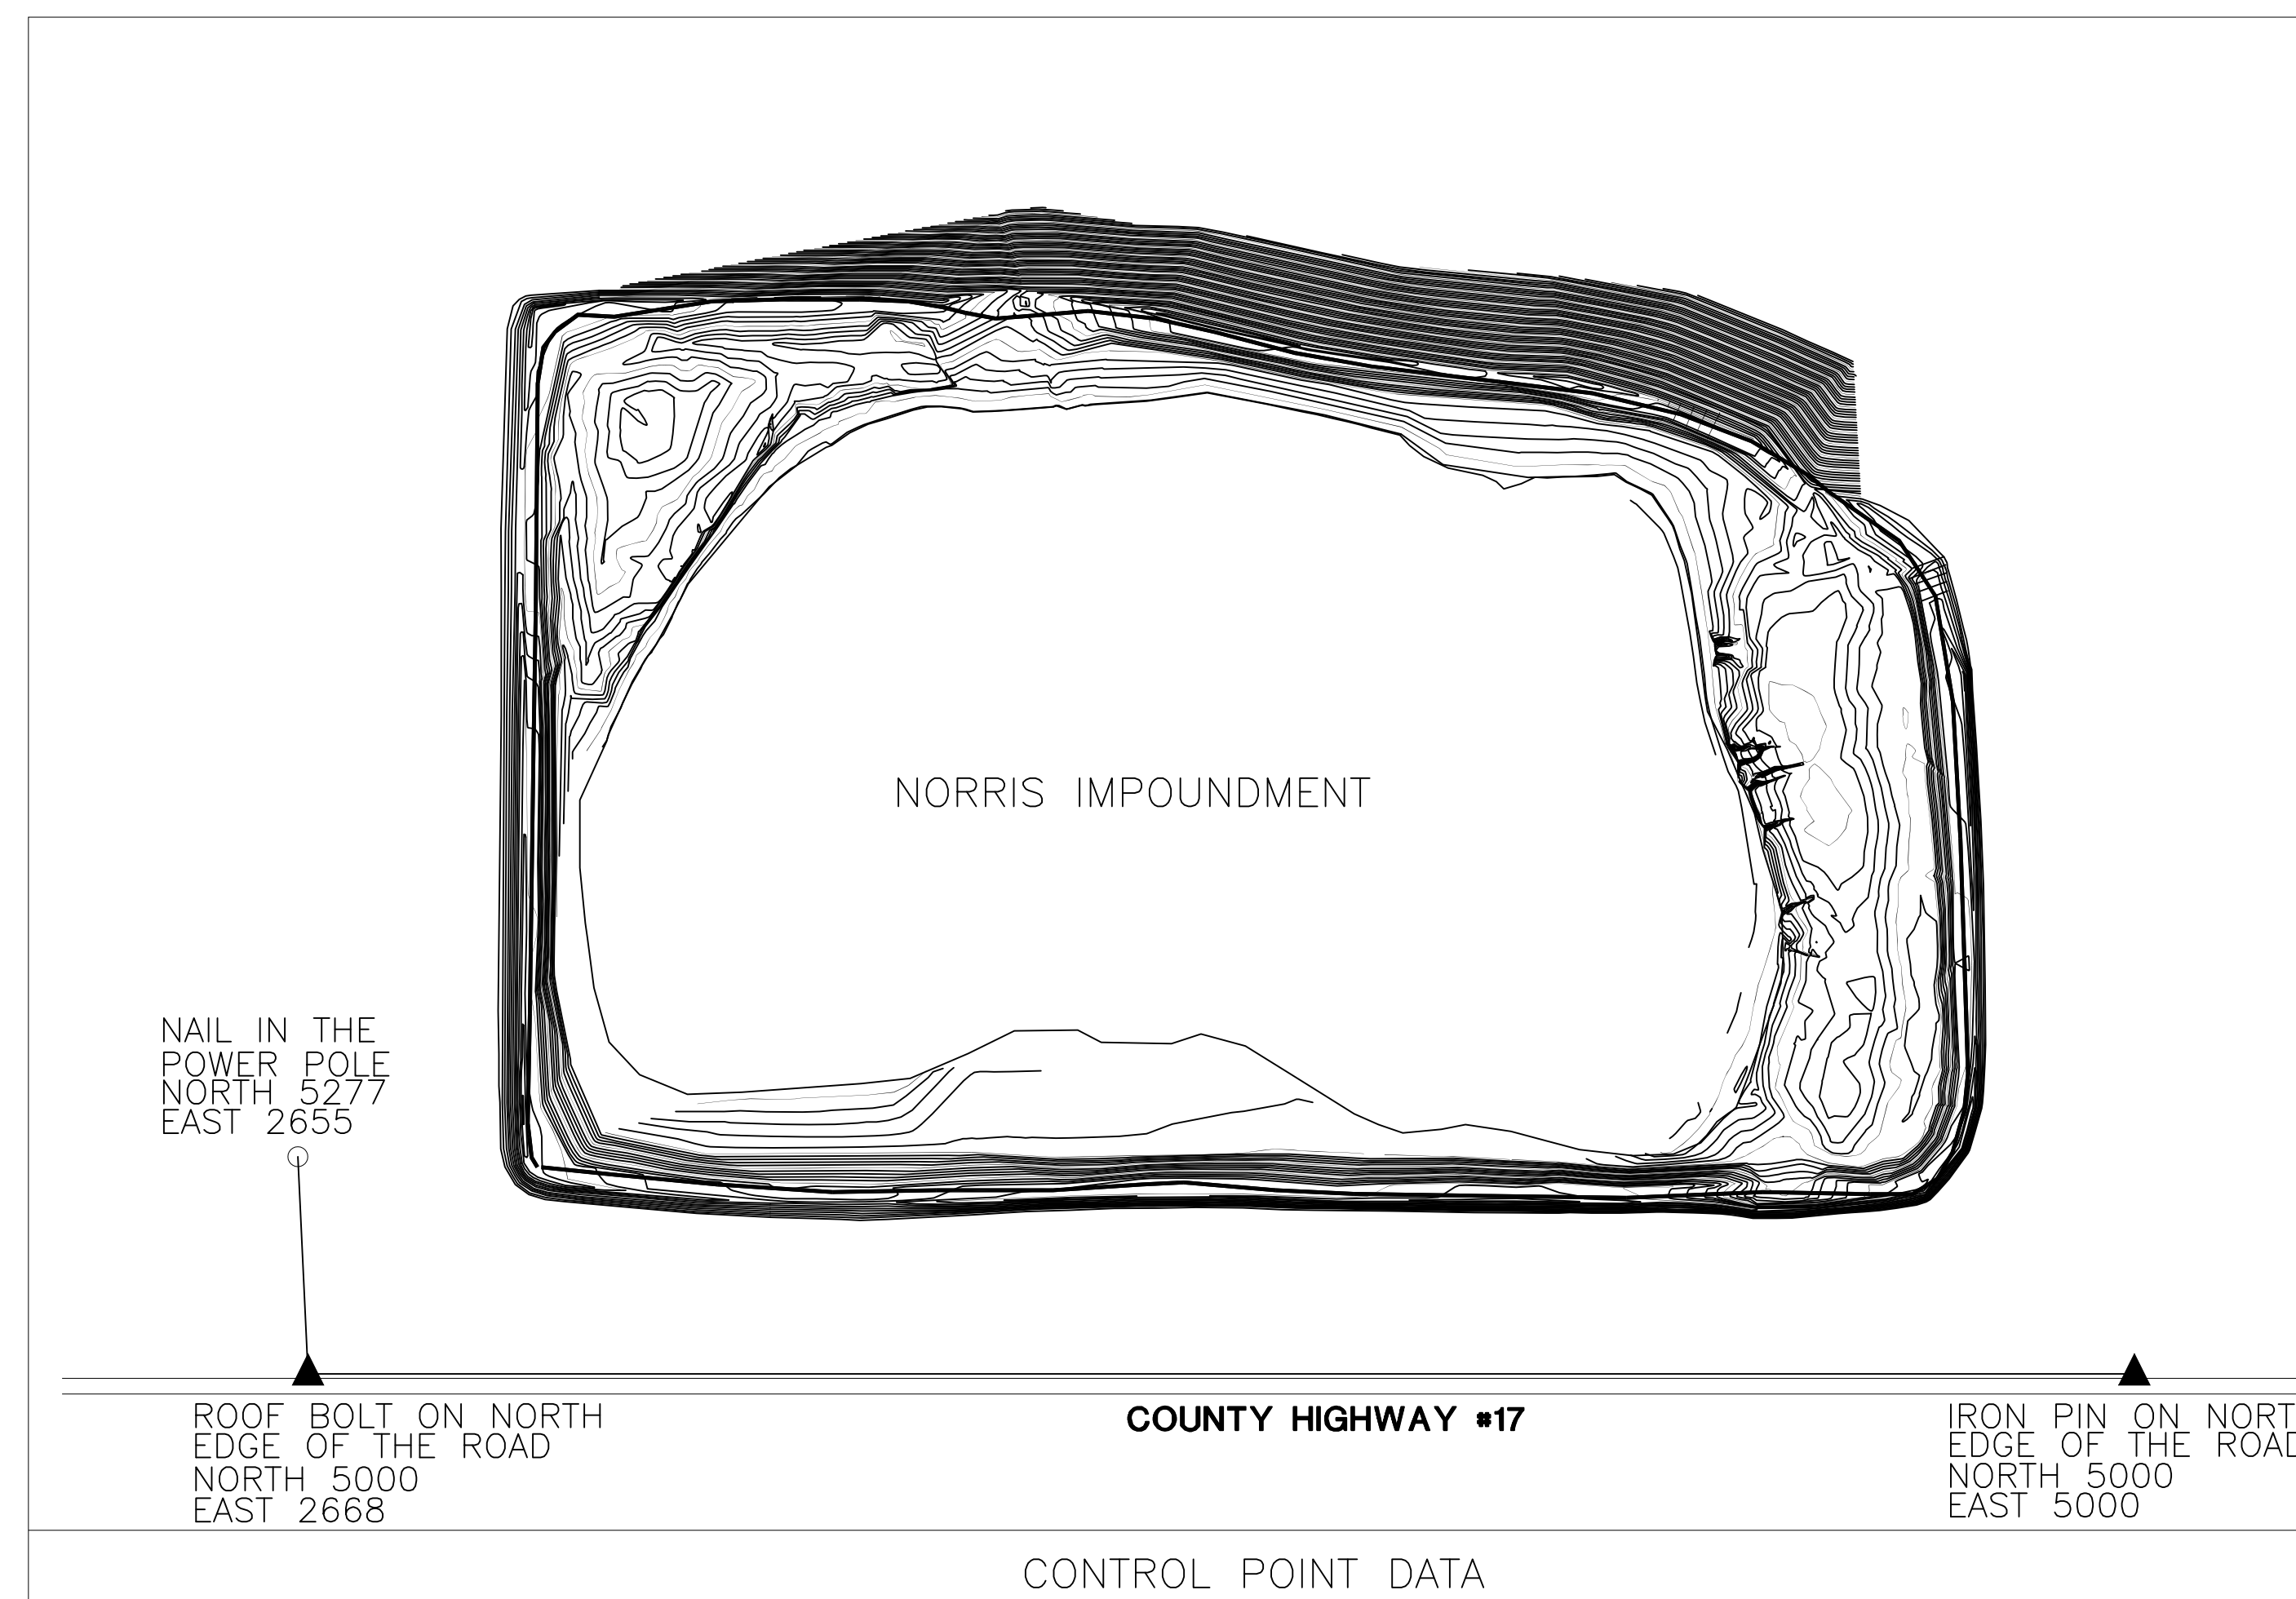 NORRIS IMPOUNDMENT
NAIL IN THE
POWER POLE
NORTH 5277
EAST 2655
ROOF BOLT ON NORTH
EDGE OF THE ROAD
NORTH 5000
EAST 2668
COUNTY HIGHWAY #17
IRON PIN ON NORT
EDGE OF THE ROAD
NORTH 5000
EAST 5000
CONTROL POINT DATA